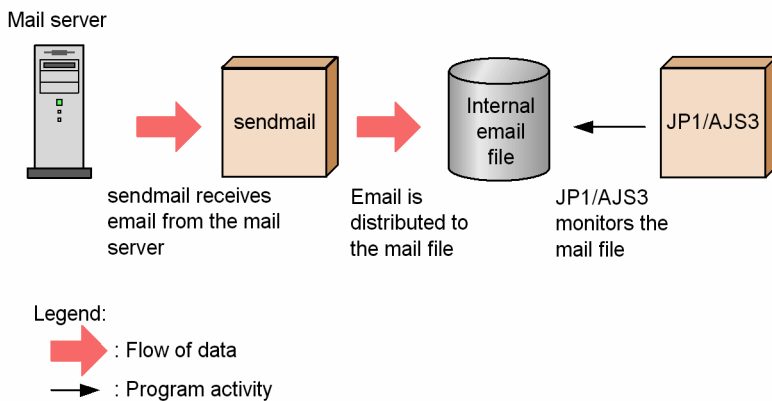 Mail server
sendmail
Internal
email
file
JP1/AJS3
sendmail receives
email from the mail
server
Email is
distributed to
the mail file
JP1/AJS3
monitors the
mail file
Legend:
: Flow of data
: Program activity